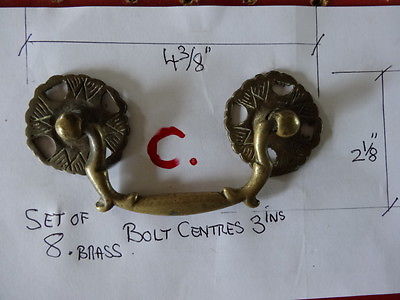 4 3/8"
C.
2 1/8"
SET OF
8. BRASS.
BOLT CENTRES 3 INS